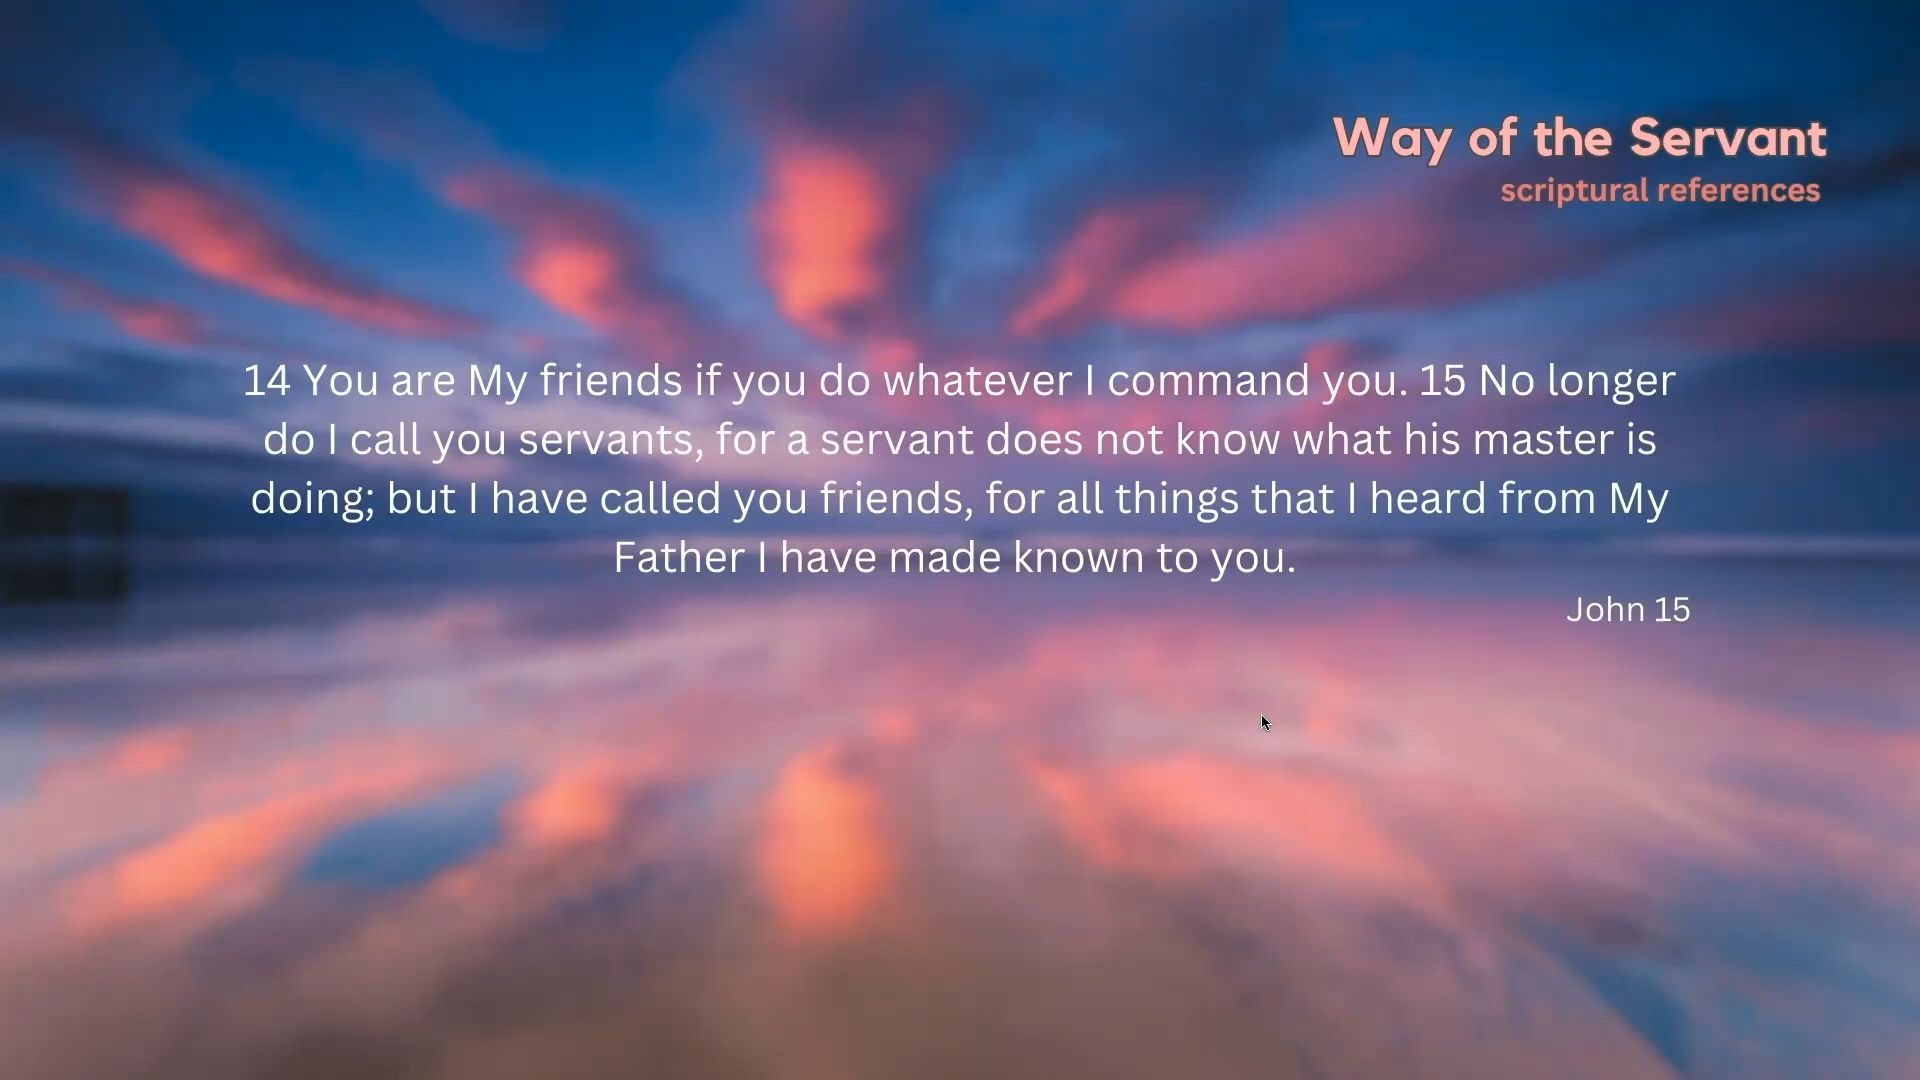 Way of the Servant
scriptural references
14 You are My friends if you do whatever I command you. 15 No longer
do I call you servants, for a servant does not know what his master is
doing; but I have called you friends, for all things that I heard from My
Father I have made known to you.
John 15